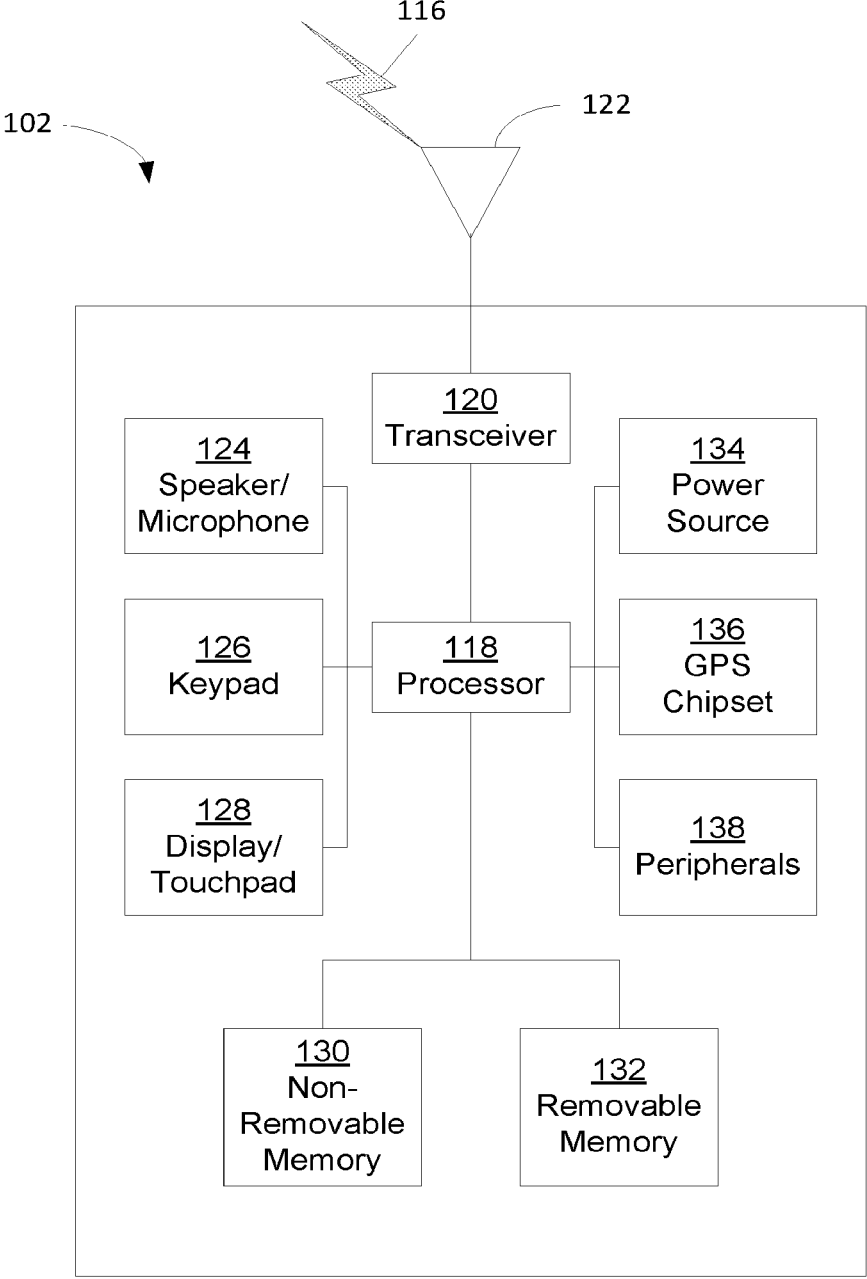 116
122
102
120
Transceiver
124
Speaker/
Microphone
134
Power
Source
126
Keypad
118
Processor
136
GPS
Chipset
128
Display/
Touchpad
138
Peripherals
130
Non-
Removable
Memory
132
Removable
Memory